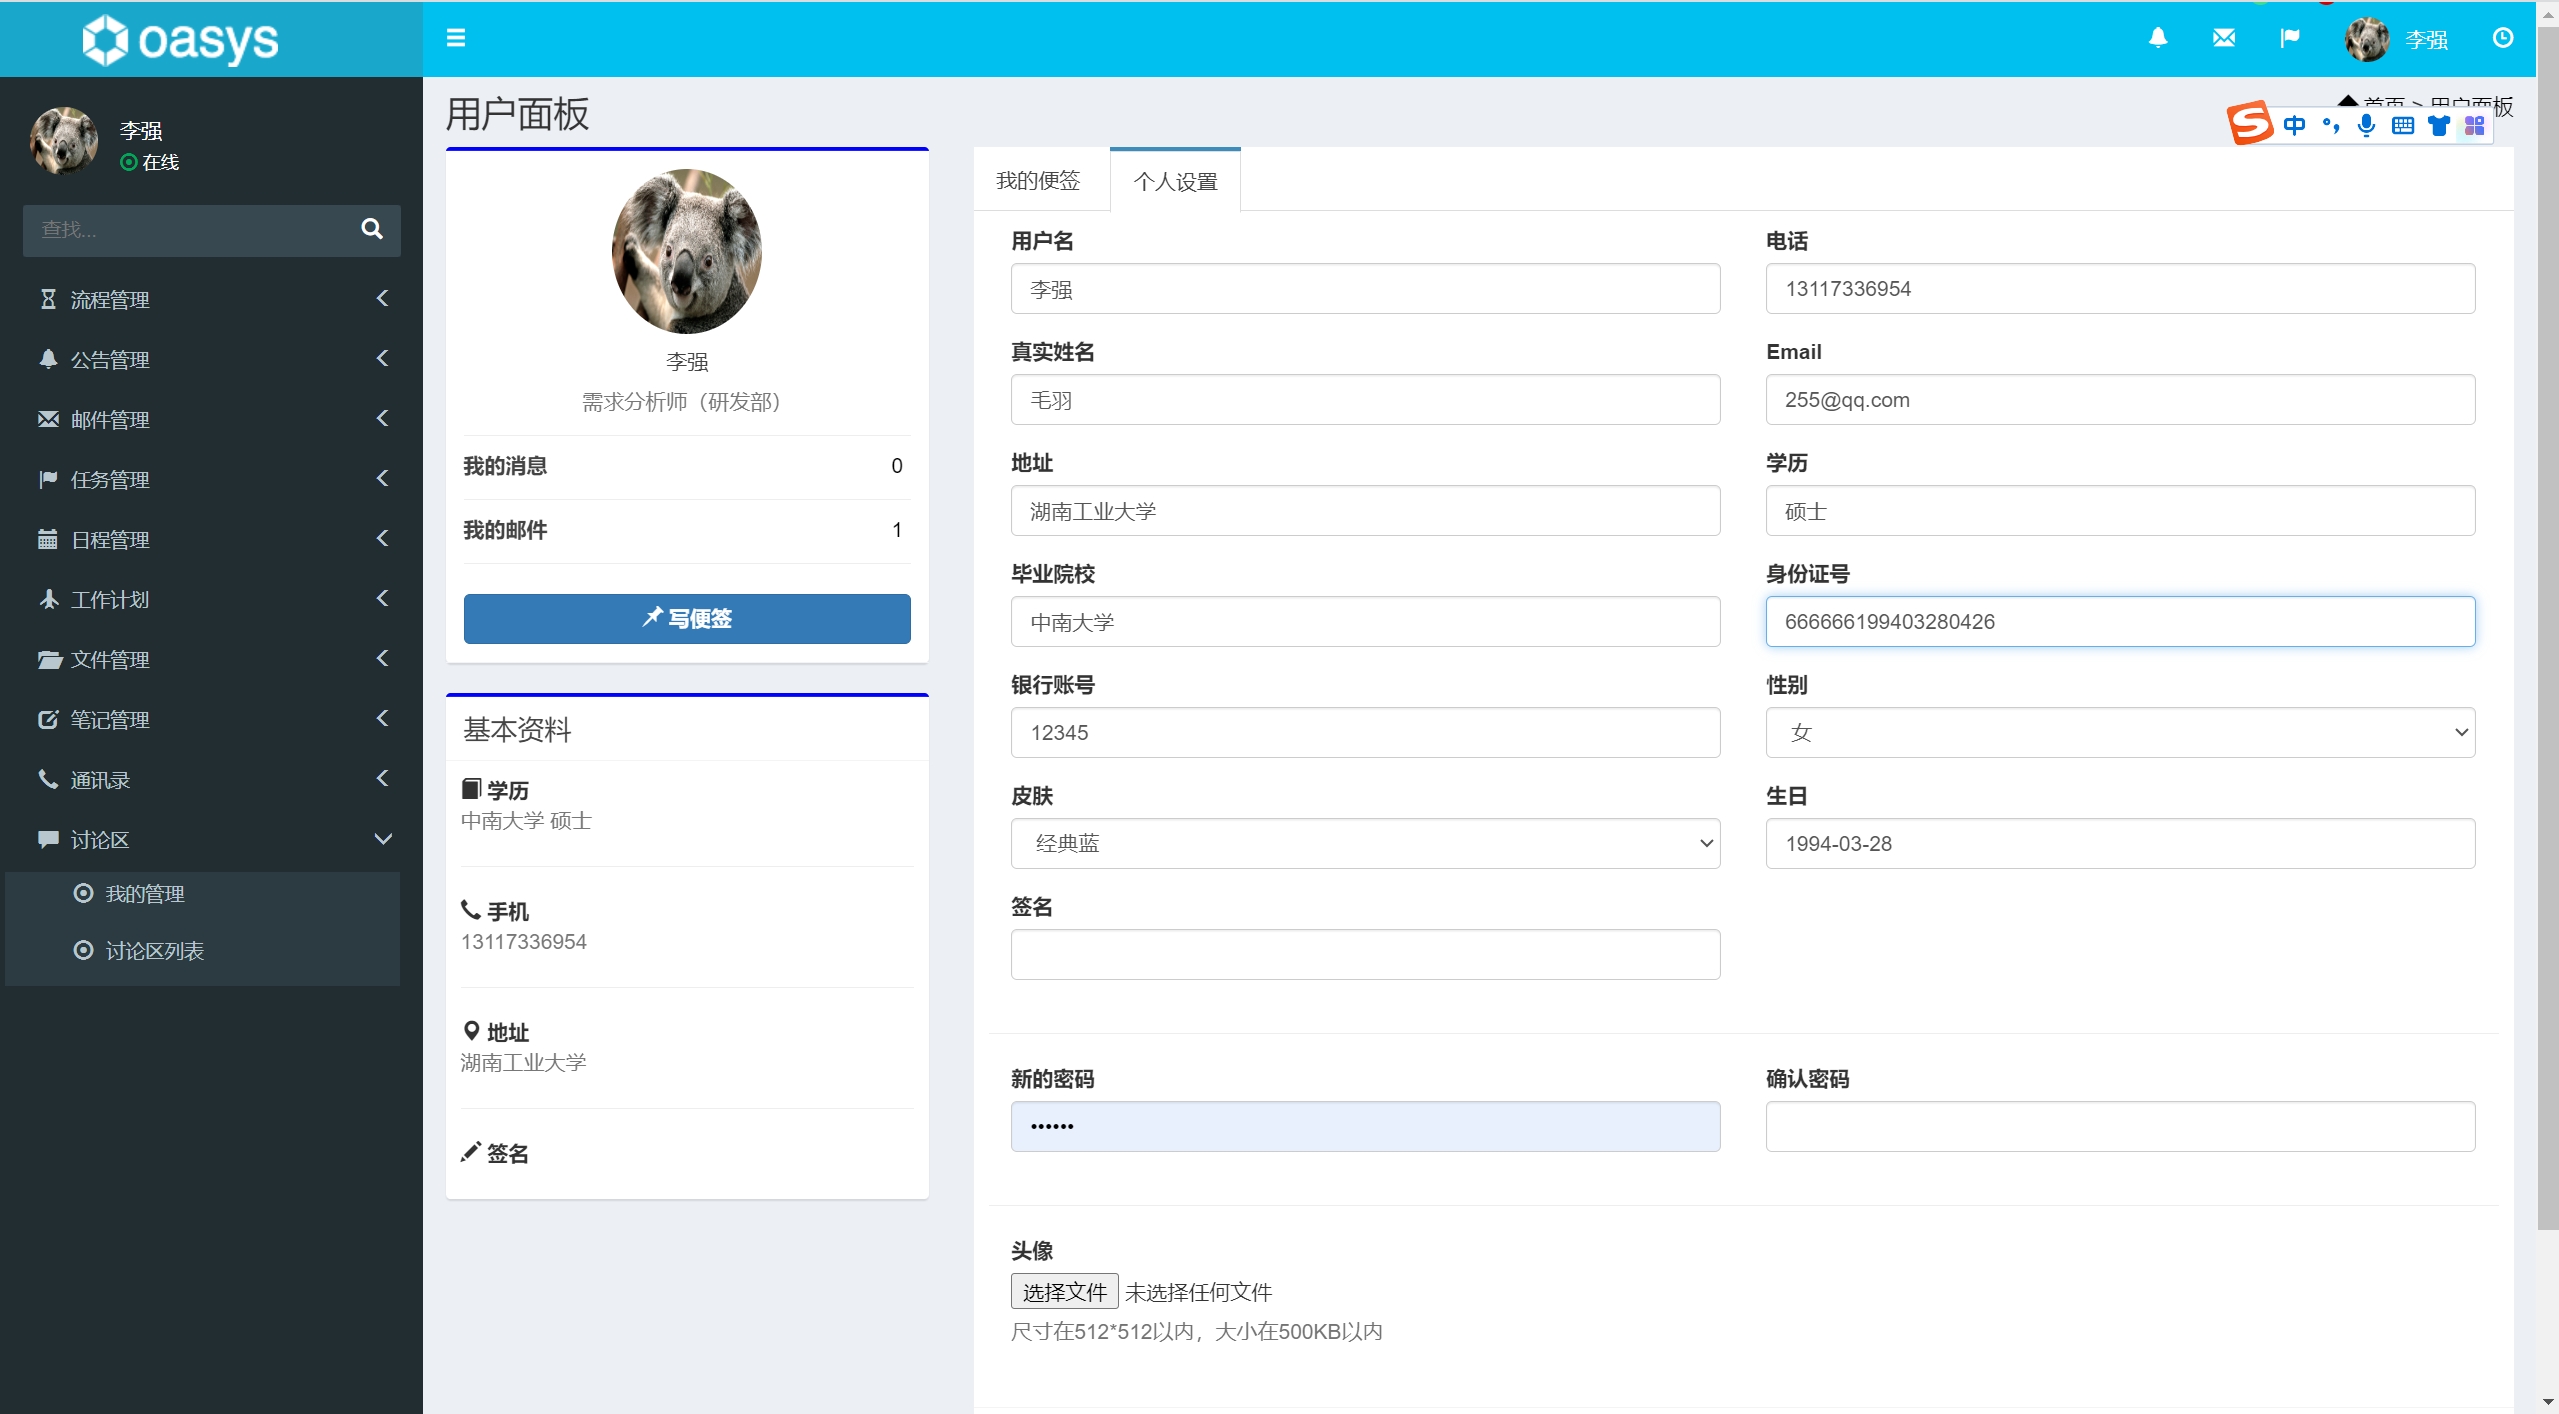 oasys
李强
李强
在线
查找...
流程管理
公告管理
邮件管理
任务管理
日程管理
工作计划
文件管理
笔记管理
通讯录
讨论区
我的管理
讨论区列表
用户面板
首页 > 用户面板
中
李强
需求分析师（研发部）
我的消息 0
我的邮件 1
写便签
基本资料
学历
中南大学 硕士
手机
13117336954
地址
湖南工业大学
签名
我的便签 个人设置
用户名 电话
李强 13117336954
真实姓名 Email
毛羽 255@qq.com
地址 学历
湖南工业大学 硕士
毕业院校 身份证号
中南大学 666666199403280426
银行账号 性别
12345 女
皮肤 生日
经典蓝 1994-03-28
签名
新的密码 确认密码
••••••
头像
选择文件 未选择任何文件
尺寸在512*512以内，大小在500KB以内